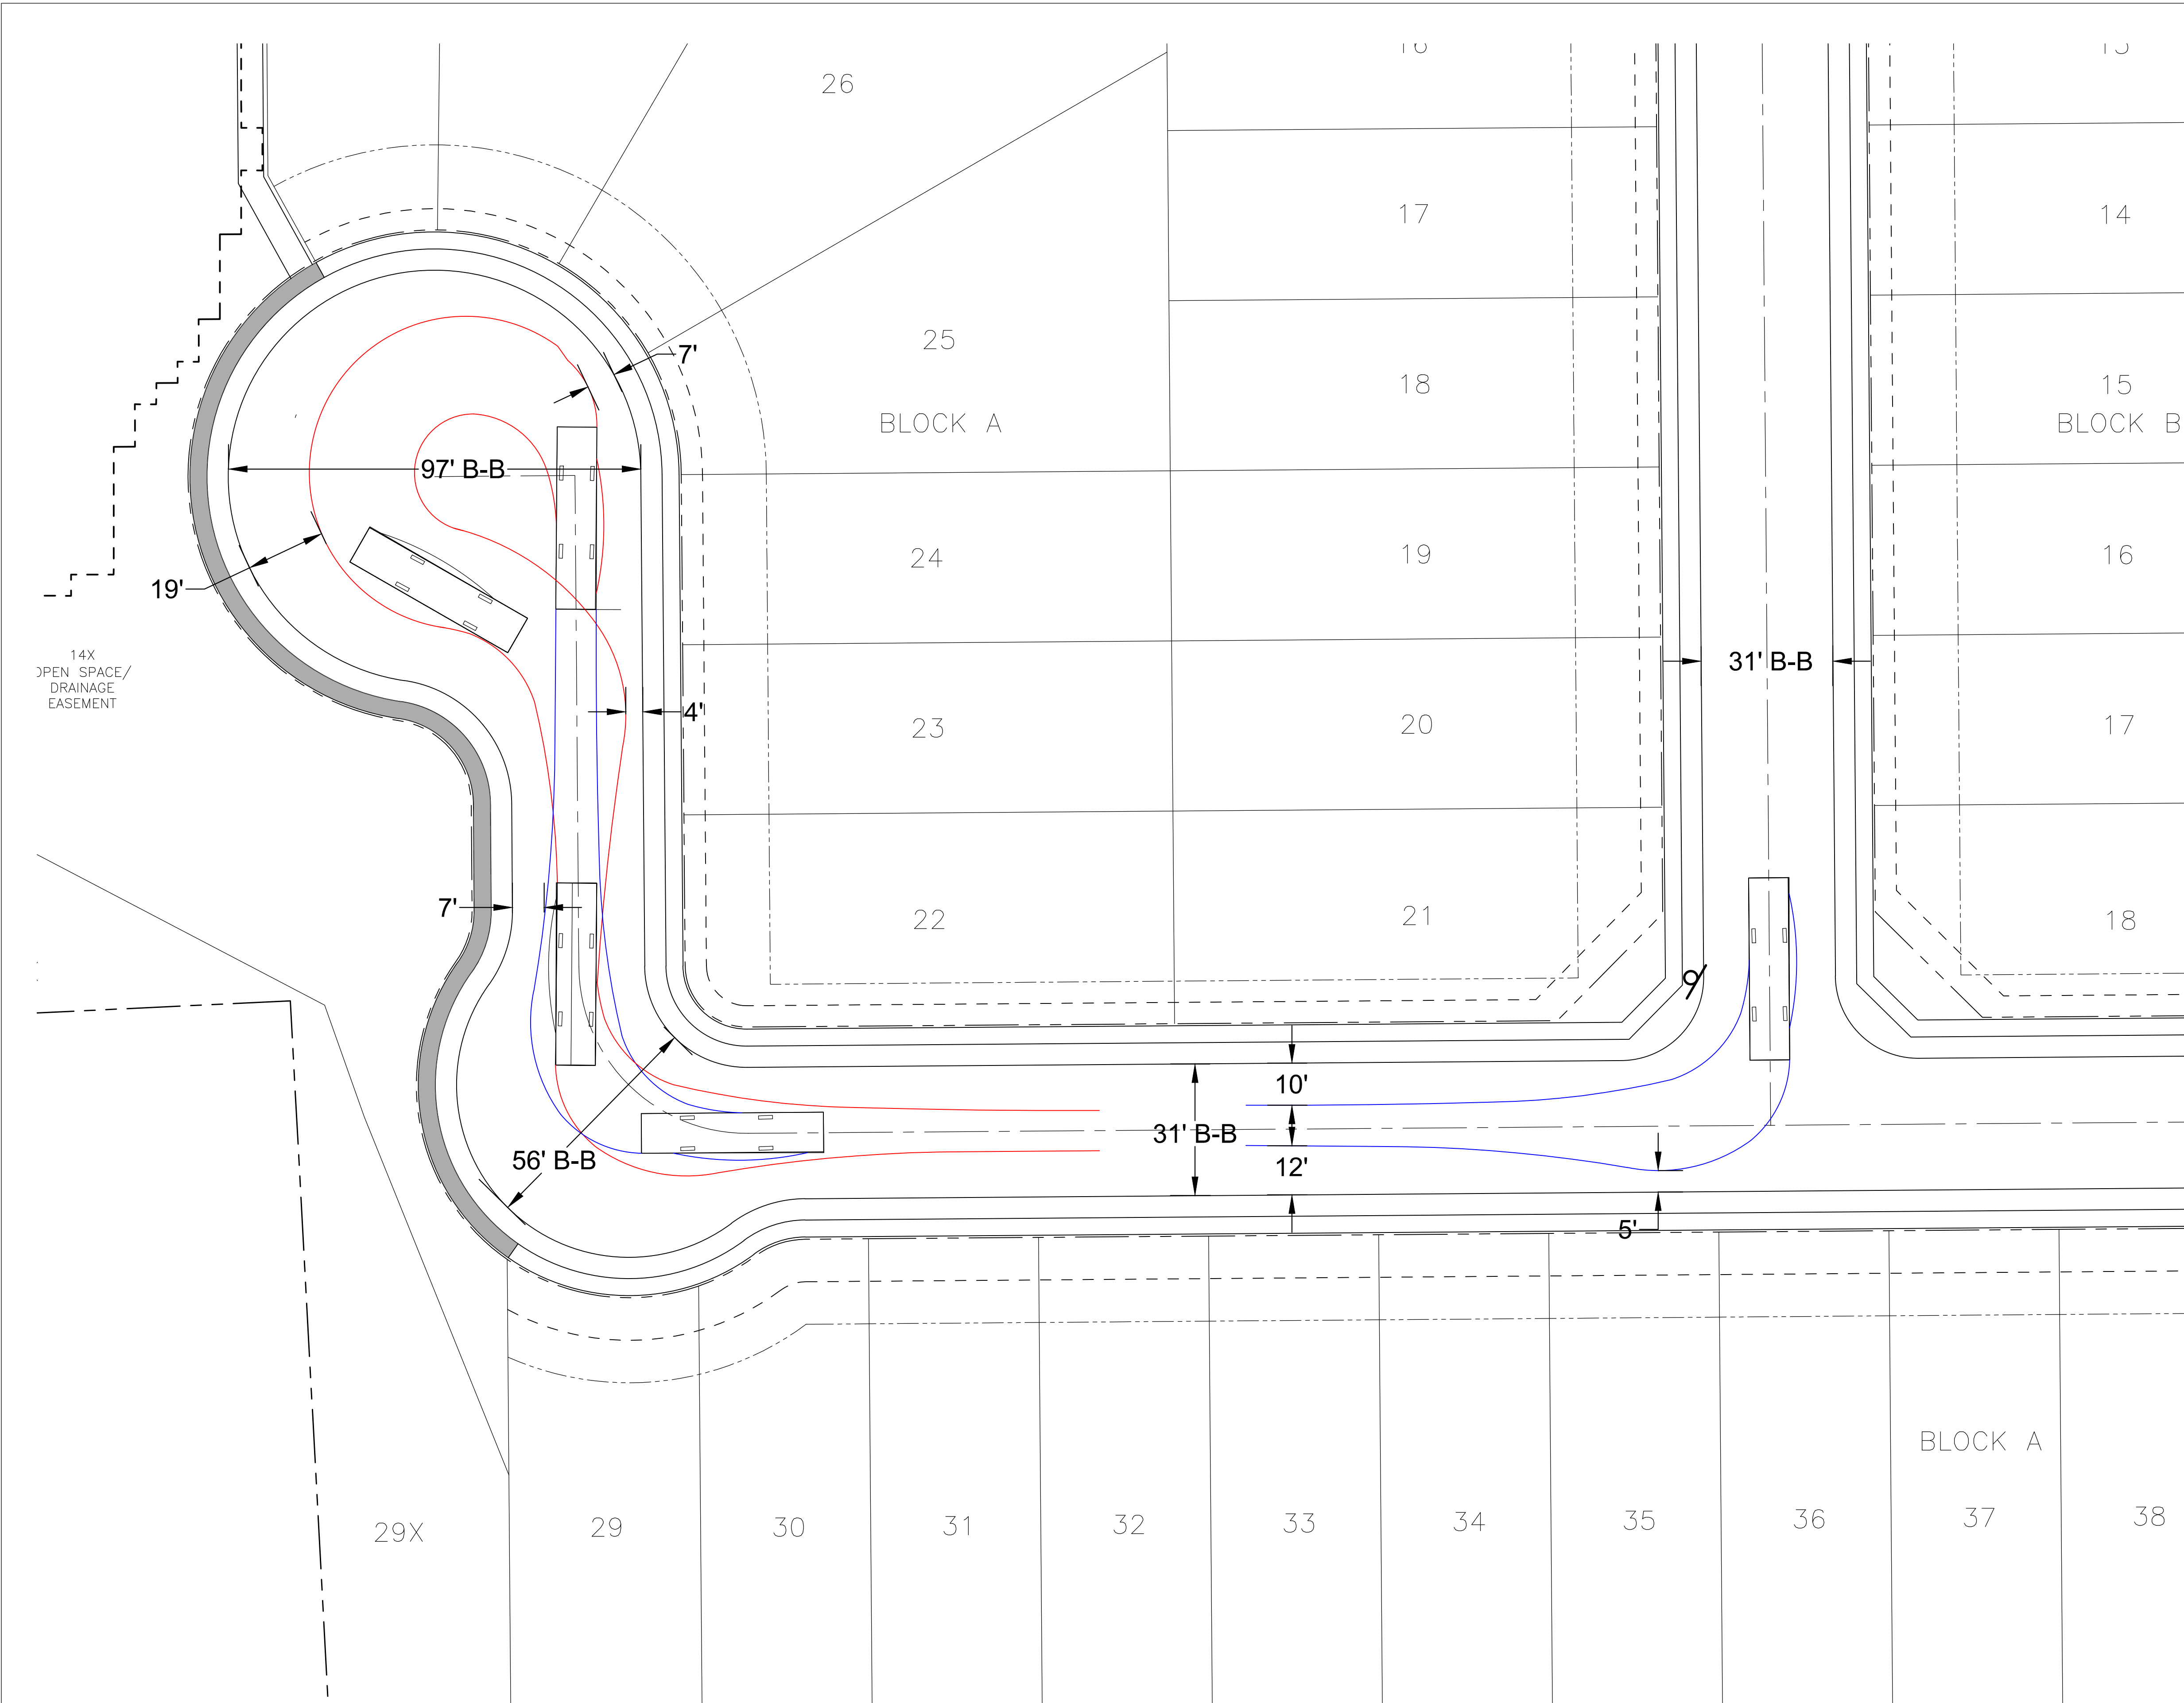 26
17
14
7'
25
18
15
BLOCK A
BLOCK B
97' B-B
24
19
16
19'
14X
OPEN SPACE/
DRAINAGE
EASEMENT
31' B-B
4'
23
20
17
7'
22
21
18
10'
31' B-B
56' B-B
12'
5'
BLOCK A
29X
29
30
31
32
33
34
35
36
37
38